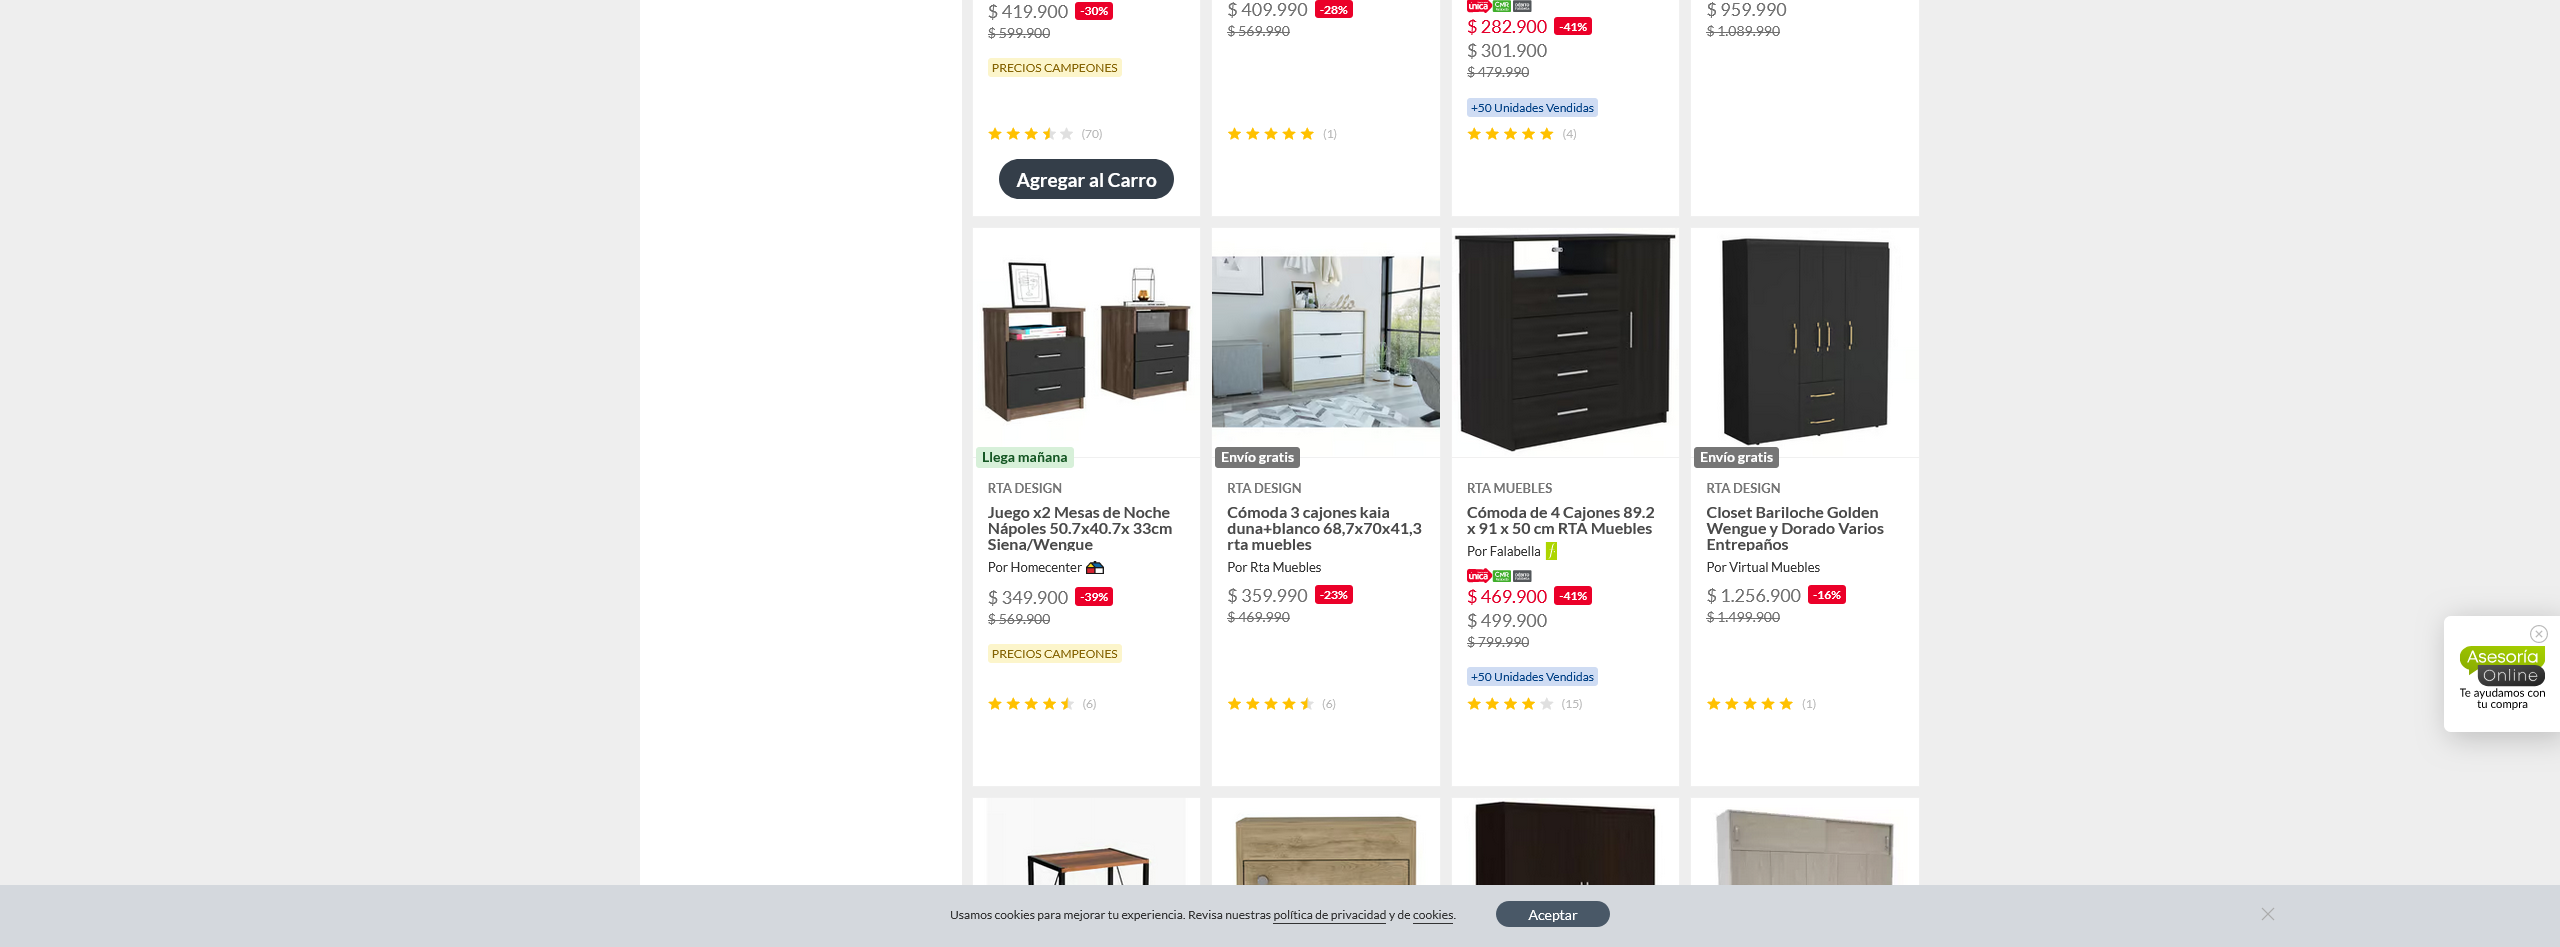 $ 419.900 -30%
$ 599.900
PRECIOS CAMPEONES
(70)
Agregar al Carro
$ 409.990 -28%
$ 569.990
(1)
única CMR
$ 282.900 -41%
$ 301.900
$ 479.990
+50 Unidades Vendidas
(4)
$ 959.990
$ 1.089.990
Llega mañana
RTA DESIGN
Juego x2 Mesas de Noche
Nápoles 50.7x40.7x 33cm
Siena/Wengue
Por Homecenter
$ 349.900 -39%
$ 569.900
PRECIOS CAMPEONES
(6)
Envío gratis
RTA DESIGN
Cómoda 3 cajones kaia
duna+blanco 68,7x70x41,3
rta muebles
Por Rta Muebles
$ 359.990 -23%
$ 469.990
(6)
RTA MUEBLES
Cómoda de 4 Cajones 89.2
x 91 x 50 cm RTA Muebles
Por Falabella
única CMR
$ 469.900 -41%
$ 499.900
$ 799.990
+50 Unidades Vendidas
(15)
Envío gratis
RTA DESIGN
Closet Bariloche Golden
Wengue y Dorado Varios
Entrepaños
Por Virtual Muebles
$ 1.256.900 -16%
$ 1.499.900
(1)
Asesoría
Online
Te ayudamos con
tu compra
Usamos cookies para mejorar tu experiencia. Revisa nuestras política de privacidad y de cookies.
Aceptar